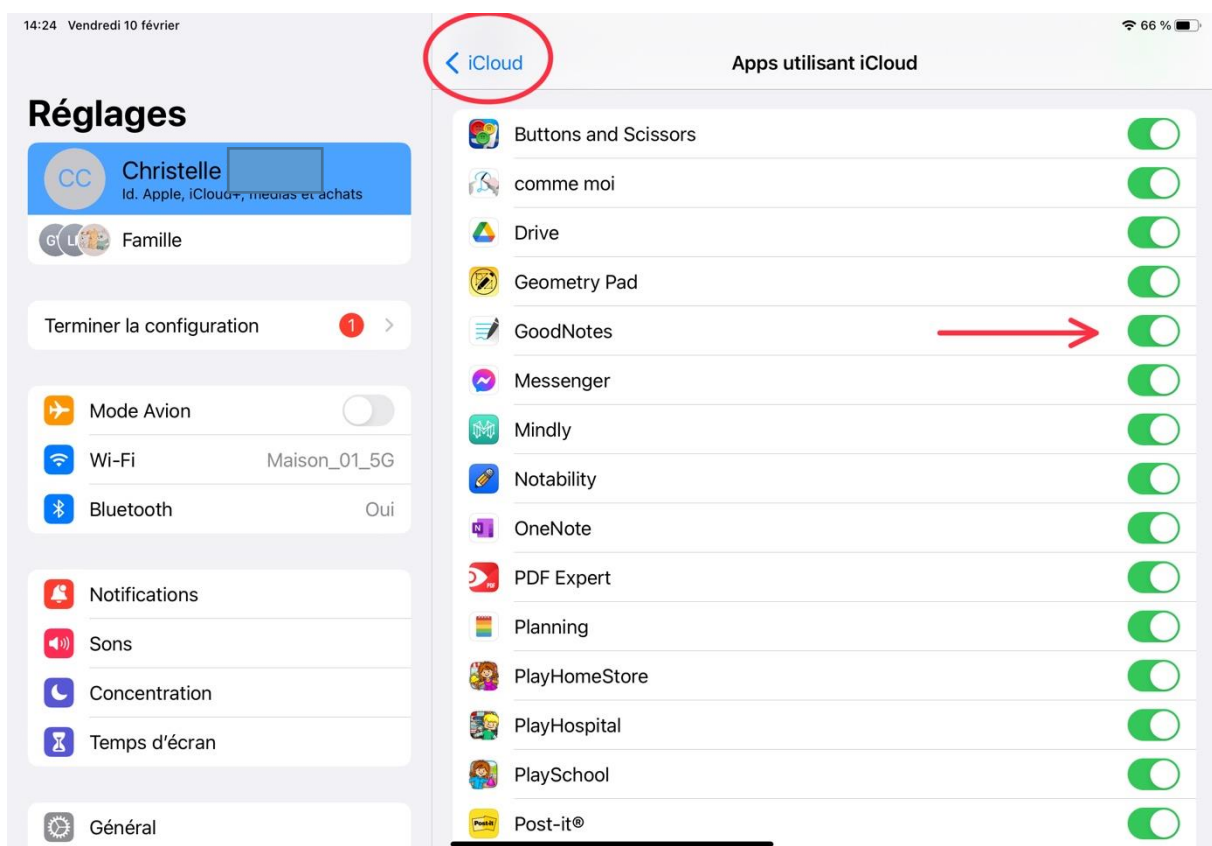 14:24 Vendredi 10 février
66 %
iCloud
Apps utilisant iCloud
Réglages
CC
Christelle
Id. Apple, iCloud+, médias et achats
Famille
Terminer la configuration 1
Mode Avion
Wi-Fi Maison_01_5G
Bluetooth Oui
Notifications
Sons
Concentration
Temps d'écran
Général
Buttons and Scissors
comme moi
Drive
Geometry Pad
GoodNotes
Messenger
Mindly
Notability
OneNote
PDF Expert
Planning
PlayHomeStore
PlayHospital
PlaySchool
Post-it®